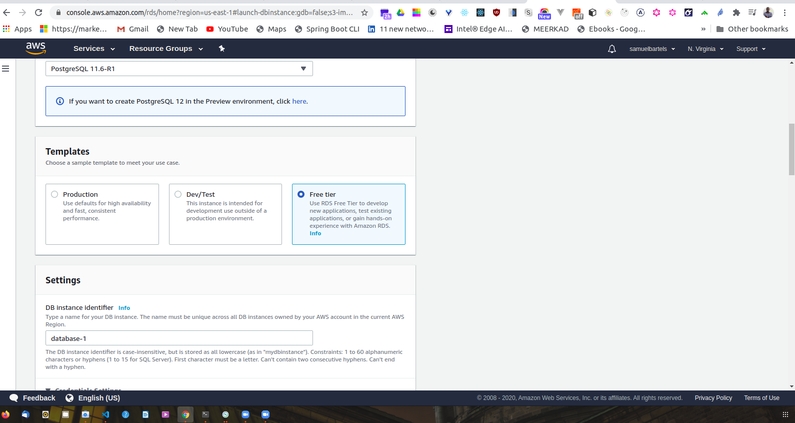 console.aws.amazon.com/rds/home?region=us-east-1#launch-dbinstance:gdb=false;s3-im...
Apps
https://marke...
Gmail
New Tab
YouTube
Maps
Spring Boot CLI
11 new netwo...
Intel® Edge AI...
MEERKAD
Ebooks - Goog...
»
Other bookmarks
New
off
aws
Services
Resource Groups
samuelbartels
N. Virginia
Support
PostgreSQL 11.6-R1
If you want to create PostgreSQL 12 in the Preview environment, click here.
Templates
Choose a sample template to meet your use case.
Production
Use defaults for high availability
and fast, consistent
performance.
Dev/Test
This instance is intended for
development use outside of a
production environment.
Free tier
Use RDS Free Tier to develop
new applications, test existing
applications, or gain hands-on
experience with Amazon RDS.
Info
Settings
DB instance identifier Info
Type a name for your DB instance. The name must be unique across all DB instances owned by your AWS account in the current AWS
Region.
database-1
The DB instance identifier is case-insensitive, but is stored as all lowercase (as in "mydbinstance"). Constraints: 1 to 60 alphanumeric
characters or hyphens (1 to 15 for SQL Server). First character must be a letter. Can't contain two consecutive hyphens. Can't end
with a hyphen.
Credentials Settings
Feedback
English (US)
© 2008 - 2020, Amazon Web Services, Inc. or its affiliates. All rights reserved.
Privacy Policy
Terms of Use